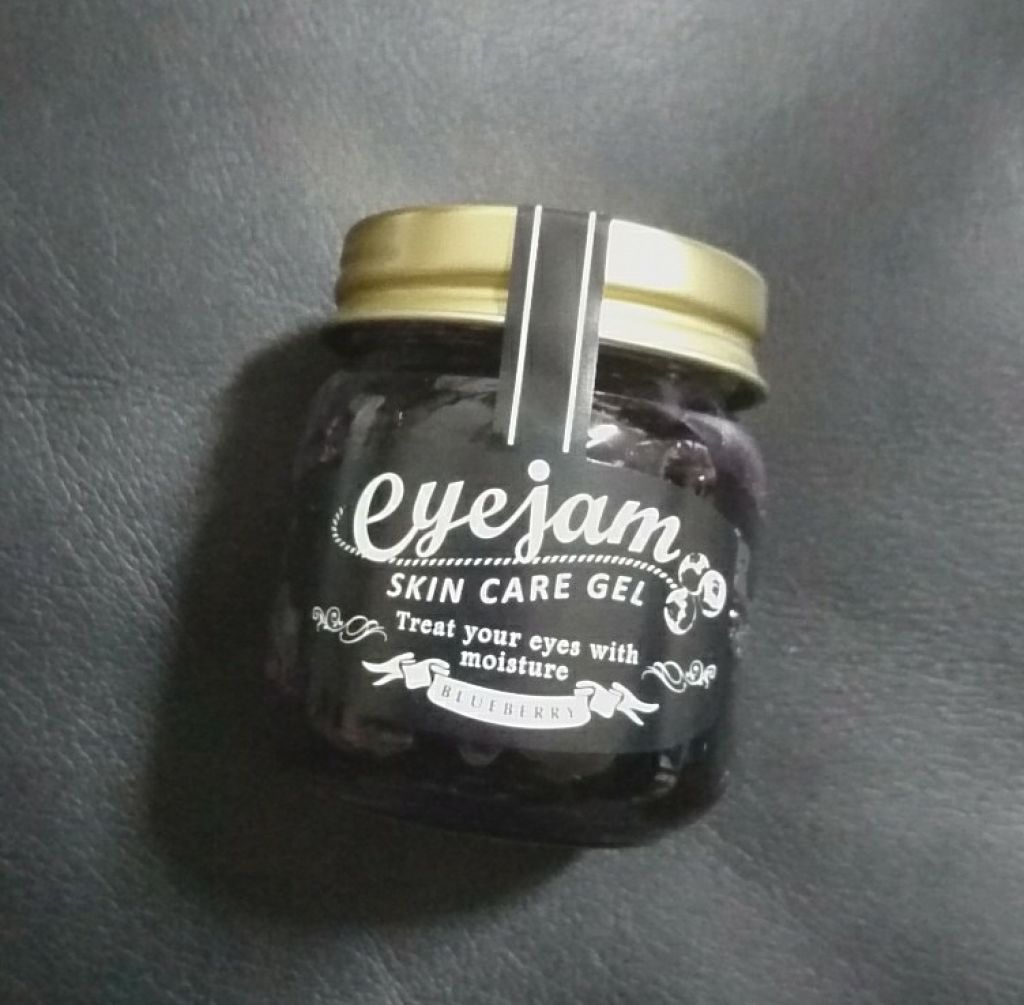 eyejam
SKIN CARE GEL
Treat your eyes with
moisture
BLUEBERRY